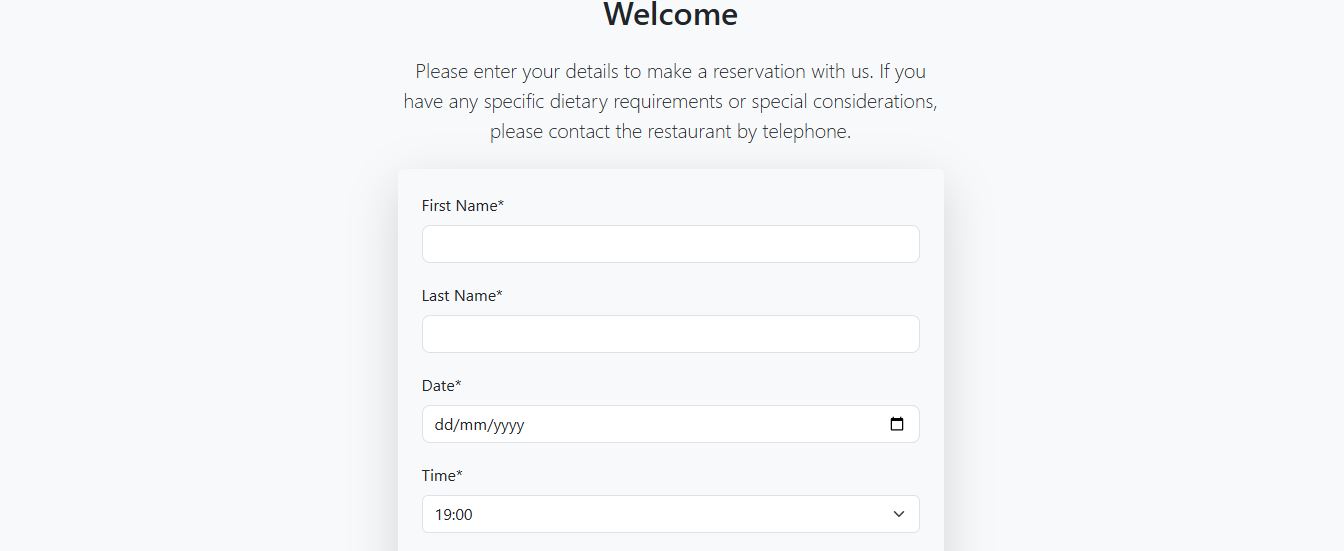 Welcome
Please enter your details to make a reservation with us. If you
have any specific dietary requirements or special considerations,
please contact the restaurant by telephone.
First Name*
Last Name*
Date*
dd/mm/yyyy
Time*
19:00